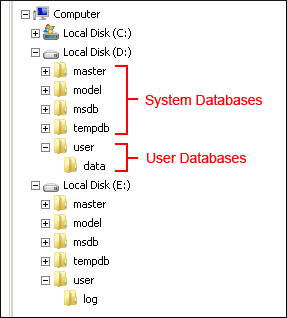 Computer
Local Disk (C:)
Local Disk (D:)
master
model
msdb
tempdb
System Databases
user
data
User Databases
Local Disk (E:)
master
model
msdb
tempdb
user
log